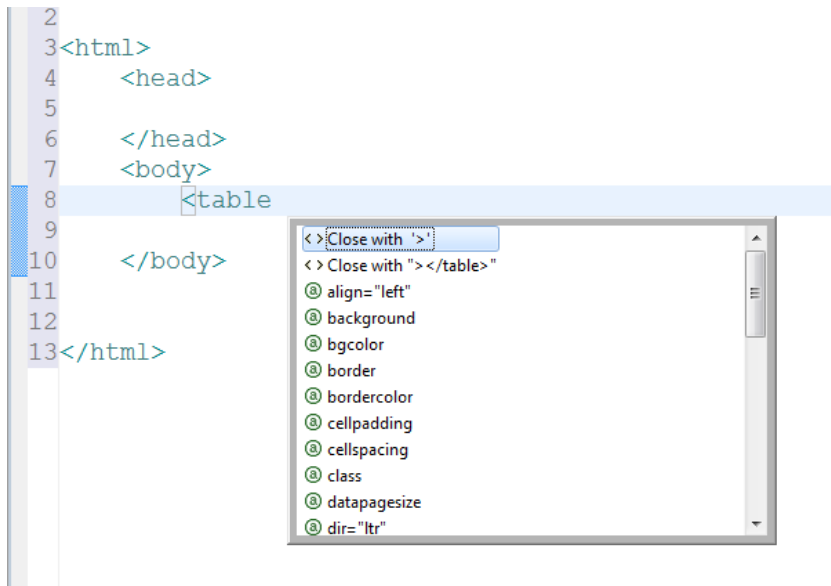 2
3<html>
4    <head>
5
6    </head>
7    <body>
8        <table
9
10    </body>
11
12
13</html>
<>Close with '>'
<>Close with "></table>"
@ align="left"
@ background
@ bgcolor
@ border
@ bordercolor
@ cellpadding
@ cellspacing
@ class
@ datapagesize
@ dir="ltr"